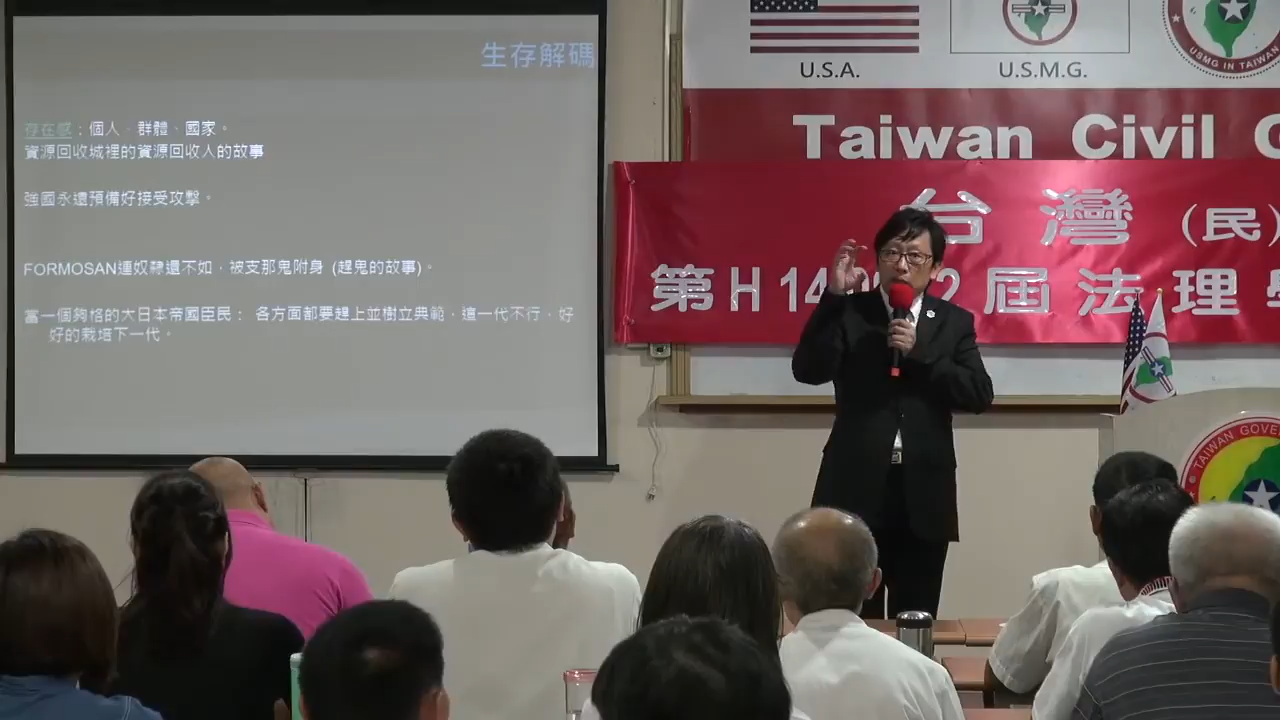 生存解碼
存在感：個人、群體、國家。
資源回收城裡的資源回收人的故事
強國永遠預備好接受攻擊。
FORMOSAN連奴隸還不如，被支那鬼附身 (趕鬼的故事)。
當一個夠格的大日本帝國臣民： 各方面都要趕上並樹立典範，這一代不行，好
好的栽培下一代。
U.S.A.
U.S.M.G.
USMG IN TAIWAN
Taiwan Civil
台灣(民)
第H14 2屆法理學
TAIWAN GOVER